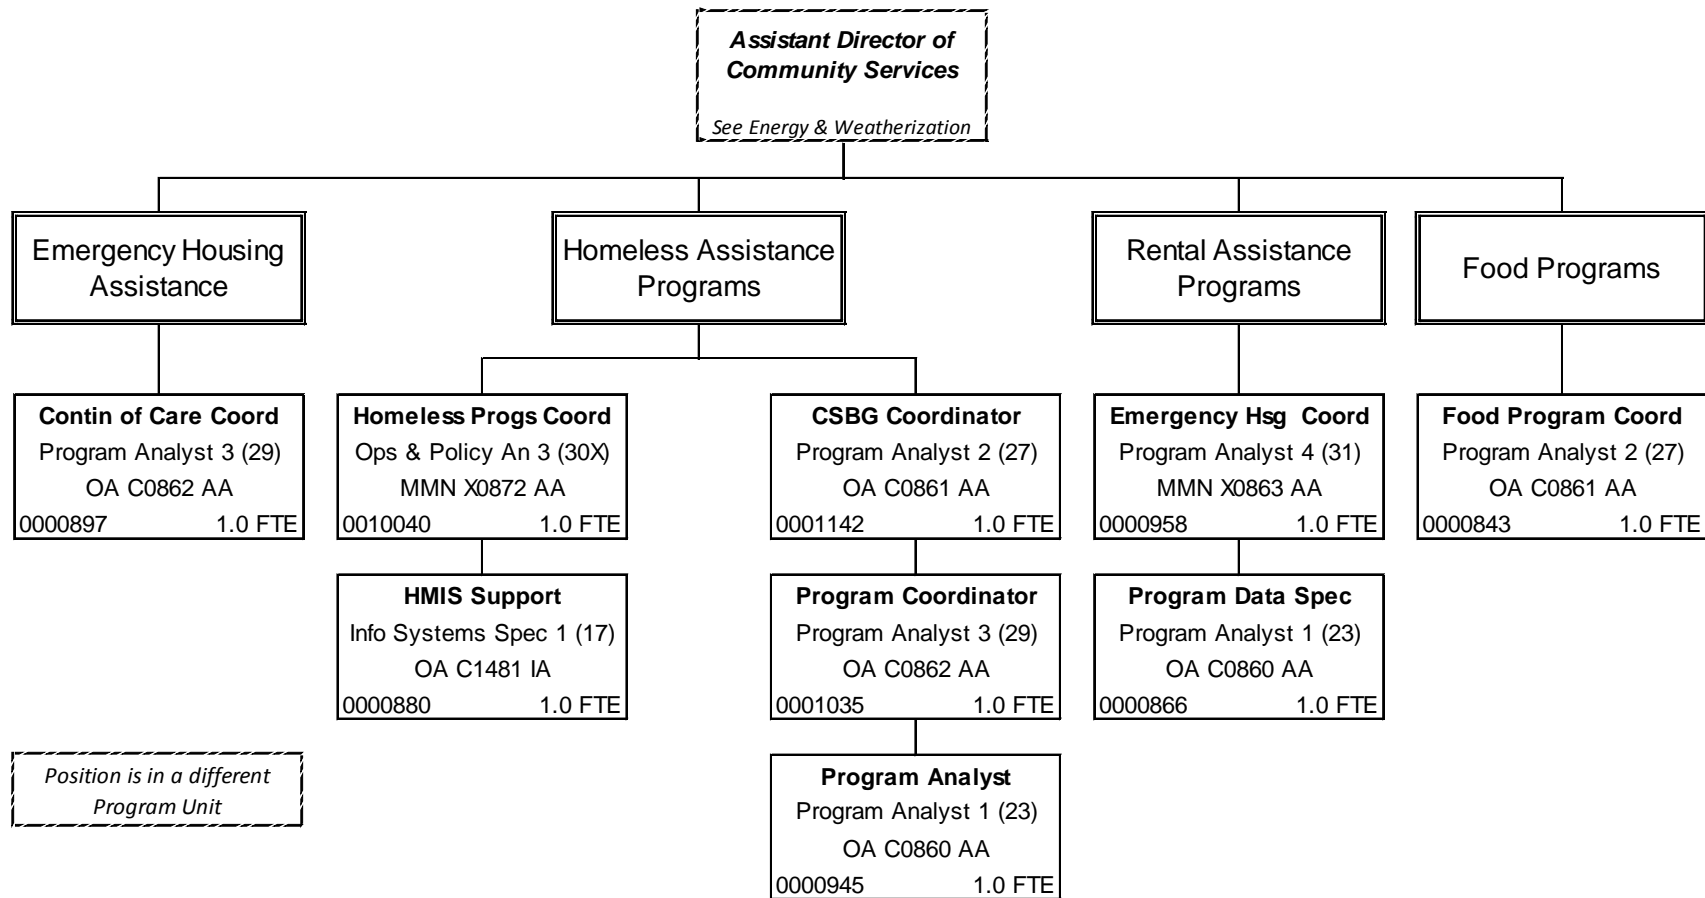 Assistant Director of
Community Services
See Energy & Weatherization
Emergency Housing
Assistance
Homeless Assistance
Programs
Rental Assistance
Programs
Food Programs
Contin of Care Coord
Program Analyst 3 (29)
OA C0862 AA
0000897 1.0 FTE
Homeless Progs Coord
Ops & Policy An 3 (30X)
MMN X0872 AA
0010040 1.0 FTE
CSBG Coordinator
Program Analyst 2 (27)
OA C0861 AA
0001142 1.0 FTE
Emergency Hsg Coord
Program Analyst 4 (31)
MMN X0863 AA
0000958 1.0 FTE
Food Program Coord
Program Analyst 2 (27)
OA C0861 AA
0000843 1.0 FTE
HMIS Support
Info Systems Spec 1 (17)
OA C1481 IA
0000880 1.0 FTE
Program Coordinator
Program Analyst 3 (29)
OA C0862 AA
0001035 1.0 FTE
Program Data Spec
Program Analyst 1 (23)
OA C0860 AA
0000866 1.0 FTE
Position is in a different
Program Unit
Program Analyst
Program Analyst 1 (23)
OA C0860 AA
0000945 1.0 FTE